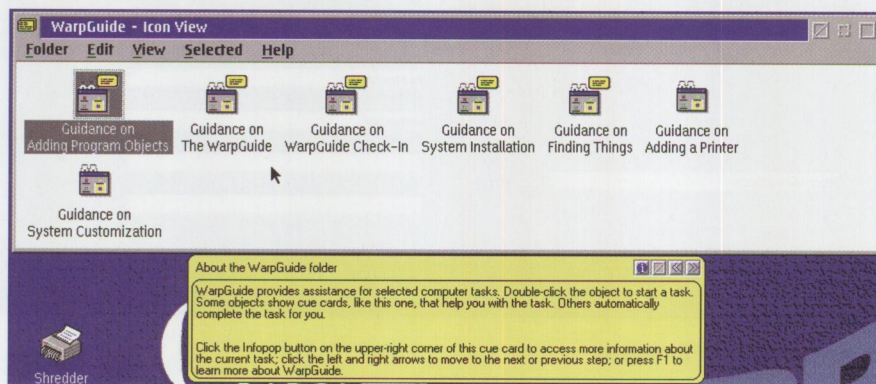 WarpGuide - Icon View
Folder Edit View Selected Help
Guidance on
Adding Program Objects
Guidance on
The WarpGuide
Guidance on
WarpGuide Check-In
Guidance on
System Installation
Guidance on
Finding Things
Guidance on
Adding a Printer
Guidance on
System Customization
About the WarpGuide folder
WarpGuide provides assistance for selected computer tasks. Double-click the object to start a task.
Some objects show cue cards, like this one, that help you with the task. Others automatically
complete the task for you.
Click the Infopop button on the upper-right corner of this cue card to access more information about
the current task; click the left and right arrows to move to the next or previous step; or press F1 to
learn more about WarpGuide.
Shredder